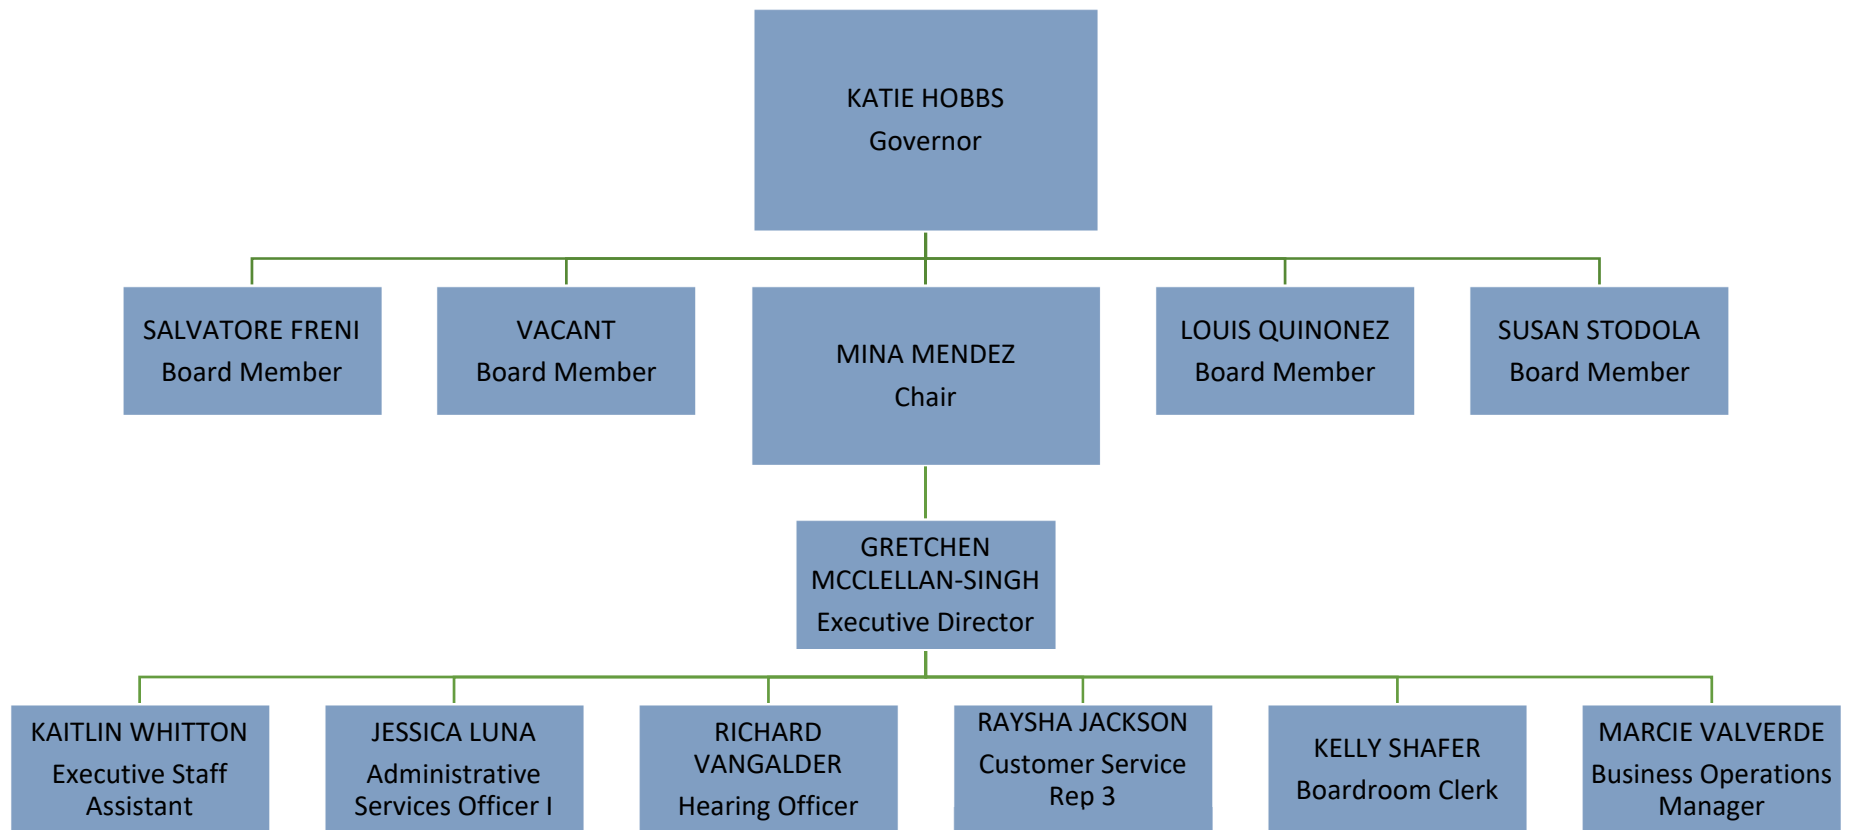 KATIE HOBBS
Governor
SALVATORE FRENI
Board Member
VACANT
Board Member
MINA MENDEZ
Chair
LOUIS QUINONEZ
Board Member
SUSAN STODOLA
Board Member
GRETCHEN
MCCLELLAN-SINGH
Executive Director
KAITLIN WHITTON
Executive Staff
Assistant
JESSICA LUNA
Administrative
Services Officer I
RICHARD
VANGALDER
Hearing Officer
RAYSHA JACKSON
Customer Service
Rep 3
KELLY SHAFER
Boardroom Clerk
MARCIE VALVERDE
Business Operations
Manager